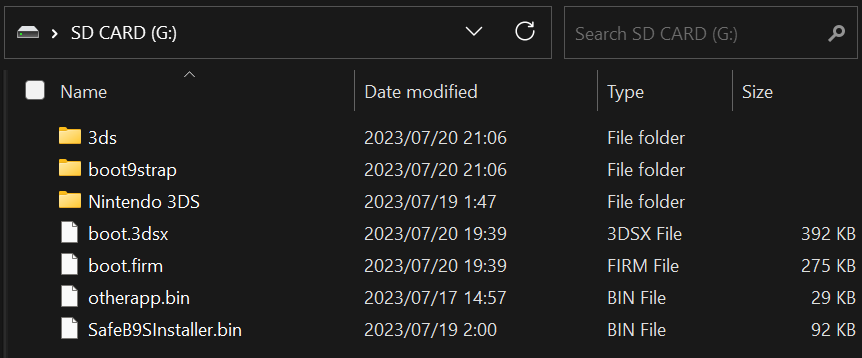 SD CARD (G:) Search SD CARD (G:)
Name Date modified Type Size
3ds 2023/07/20 21:06 File folder
boot9strap 2023/07/20 21:06 File folder
Nintendo 3DS 2023/07/19 1:47 File folder
boot.3dsx 2023/07/20 19:39 3DSX File 392 KB
boot.firm 2023/07/20 19:39 FIRM File 275 KB
otherapp.bin 2023/07/17 14:57 BIN File 29 KB
SafeB9SInstaller.bin 2023/07/19 2:00 BIN File 92 KB